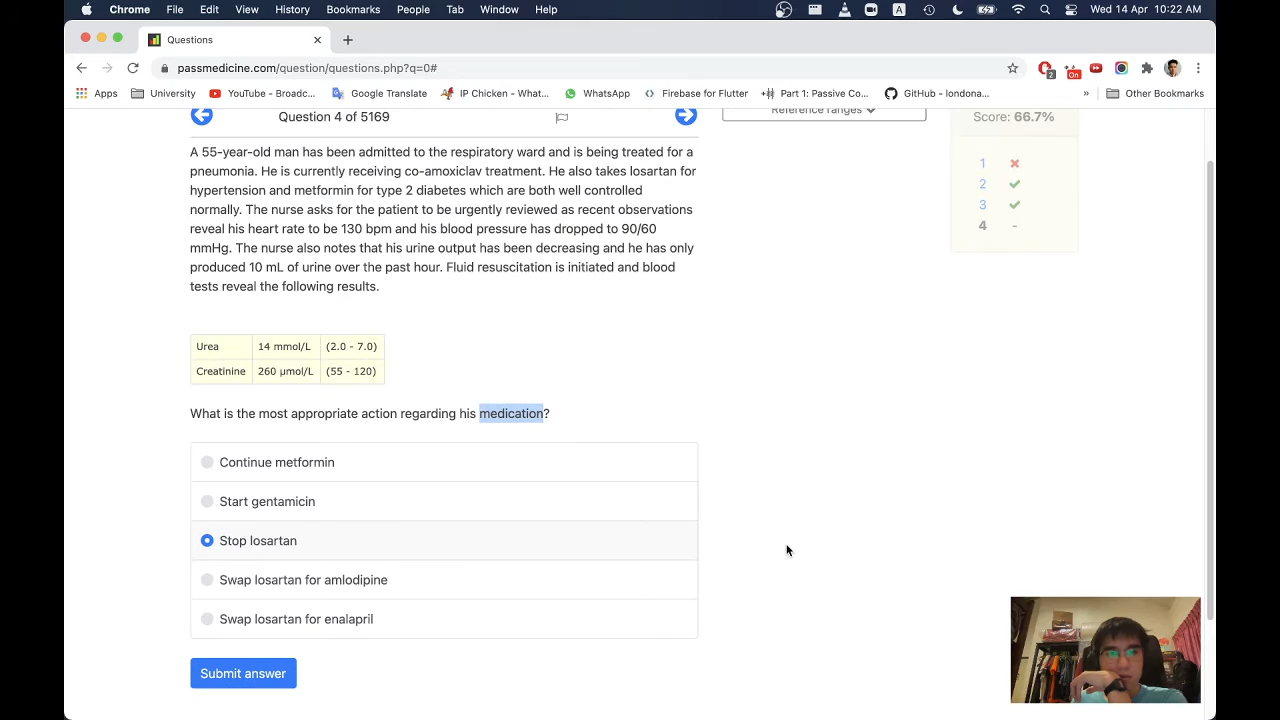 Chrome File Edit View History Bookmarks People Tab Window Help A Wed 14 Apr 10:22 AM
Questions
passmedicine.com/question/questions.php?q=0#
2 On
Apps University YouTube - Broadc... Google Translate IP Chicken - What... WhatsApp Firebase for Flutter Part 1: Passive Co... GitHub - londona... » Other Bookmarks
Question 4 of 5169
Reference ranges
Score: 66.7%
1
2
3
4 -
A 55-year-old man has been admitted to the respiratory ward and is being treated for a
pneumonia. He is currently receiving co-amoxiclav treatment. He also takes losartan for
hypertension and metformin for type 2 diabetes which are both well controlled
normally. The nurse asks for the patient to be urgently reviewed as recent observations
reveal his heart rate to be 130 bpm and his blood pressure has dropped to 90/60
mmHg. The nurse also notes that his urine output has been decreasing and he has only
produced 10 mL of urine over the past hour. Fluid resuscitation is initiated and blood
tests reveal the following results.
Urea 14 mmol/L (2.0 - 7.0)
Creatinine 260 µmol/L (55 - 120)
What is the most appropriate action regarding his medication?
Continue metformin
Start gentamicin
Stop losartan
Swap losartan for amlodipine
Swap losartan for enalapril
Submit answer